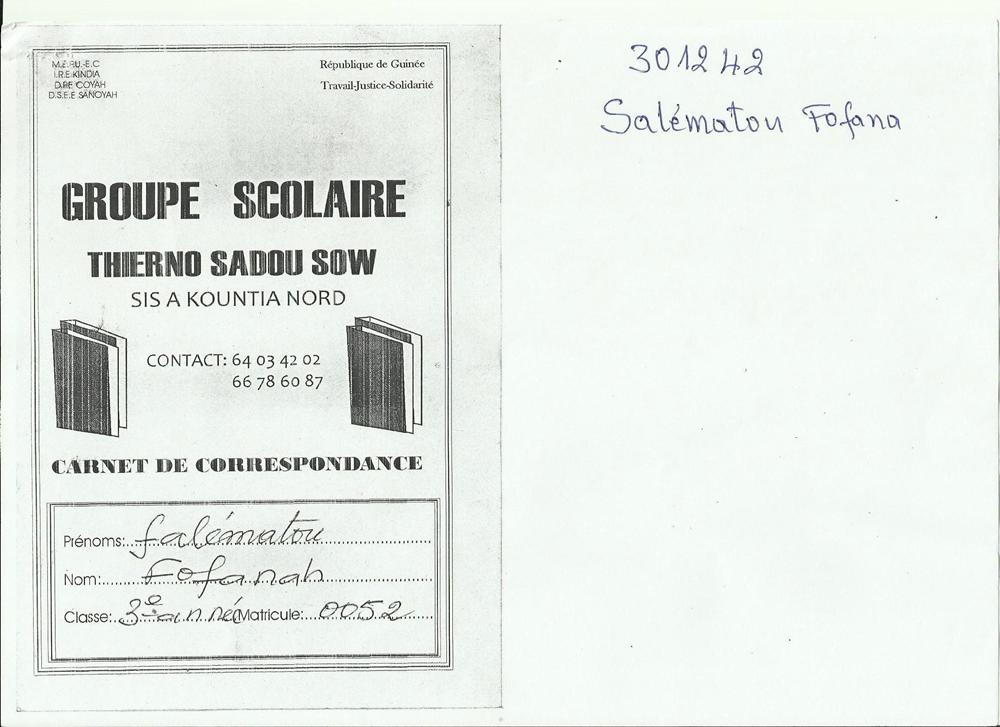 M.E.P.U.-E.C
I.R.E.KINDIA
D.P.E COYAH
D.S.E.E SANOYAH
République de Guinée
Travail-Justice-Solidarité
GROUPE SCOLAIRE
THIERNO SADOU SOW
SIS A KOUNTIA NORD
CONTACT: 64 03 42 02
66 78 60 87
CARNET DE CORRESPONDANCE
Prénoms: Salématou
Nom: Fofanah
Classe: 3è année Matricule: 0052
301242
Salématou Fofana